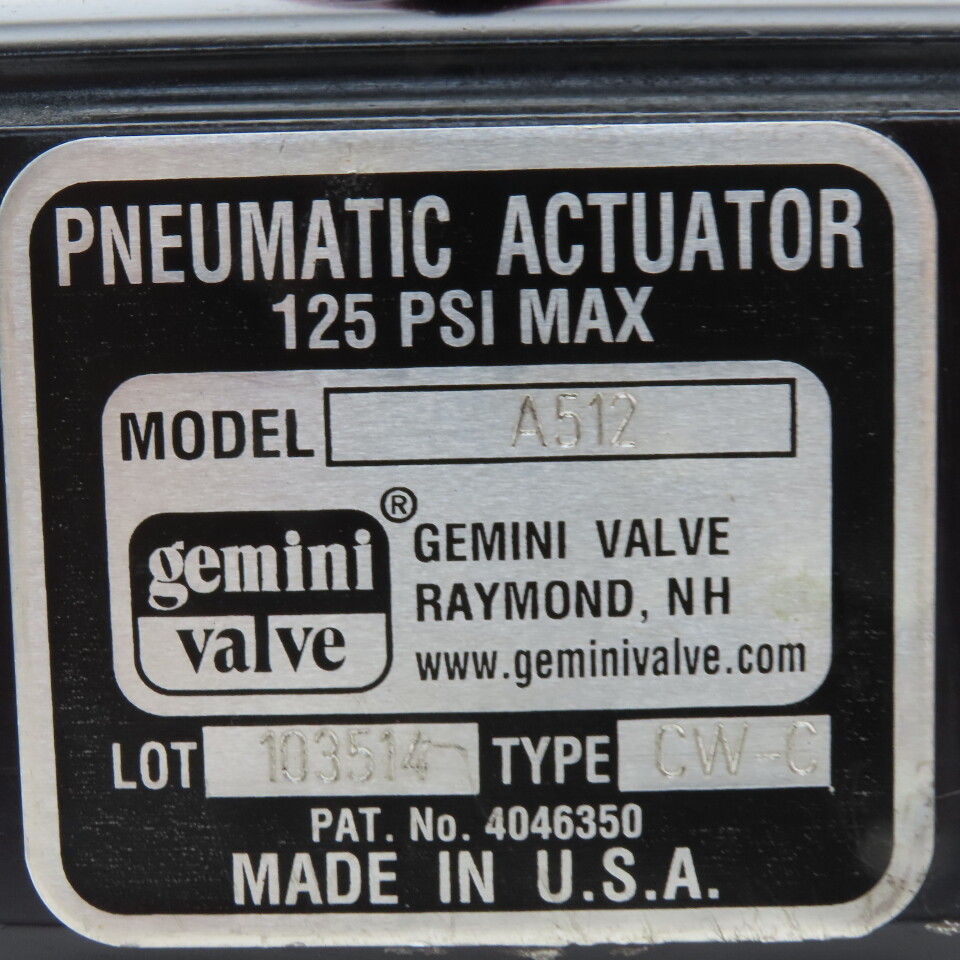 PNEUMATIC ACTUATOR
125 PSI MAX
MODEL A512
gemini valve ®
GEMINI VALVE
RAYMOND, NH
www.geminivalve.com
LOT 103514 TYPE CW-C
PAT. No. 4046350
MADE IN U.S.A.